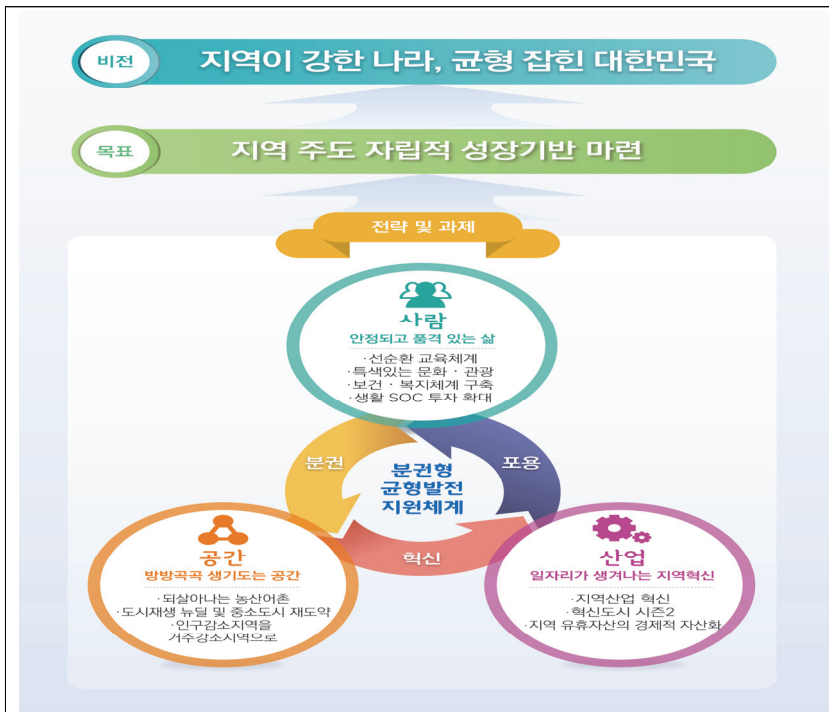 비전
지역이 강한 나라, 균형 잡힌 대한민국
목표
지역 주도 자립적 성장기반 마련
전략 및 과제
사람
안정되고 품격 있는 삶
·선순환 교육체계
·특색있는 문화 · 관광
·보건 · 복지체계 구축
·생활 SOC 투자 확대
분권
포용
분권형
균형발전
지원체계
혁신
공간
방방곡곡 생기도는 공간
·되살아나는 농산어촌
·도시재생 뉴딜 및 중소도시 재도약
·인구감소지역을
거주강소지역으로
산업
일자리가 생겨나는 지역혁신
·지역산업 혁신
·혁신도시 시즌2
·지역 유휴자산의 경제적 자산화